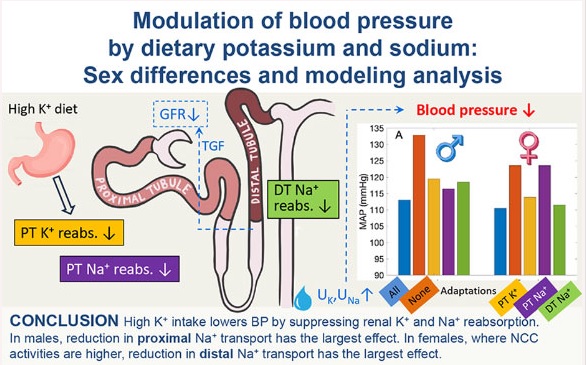 Modulation of blood pressure
by dietary potassium and sodium:
Sex differences and modeling analysis
High K⁺ diet
GFR↓
TGF
PROXIMAL TUBULE
DISTAL TUBULE
PT K⁺ reabs. ↓
PT Na⁺ reabs. ↓
DT Na⁺
reabs. ↓
U_K,U_Na↑
Blood pressure ↓
A
♂
♀
MAP (mmHg)
135
130
125
120
115
110
105
100
95
90
All
None
Adaptations
PT K⁺
PT Na⁺
DT Na⁺
CONCLUSION High K⁺ intake lowers BP by suppressing renal K⁺ and Na⁺ reabsorption.
In males, reduction in proximal Na⁺ transport has the largest effect. In females, where NCC
activities are higher, reduction in distal Na⁺ transport has the largest effect.